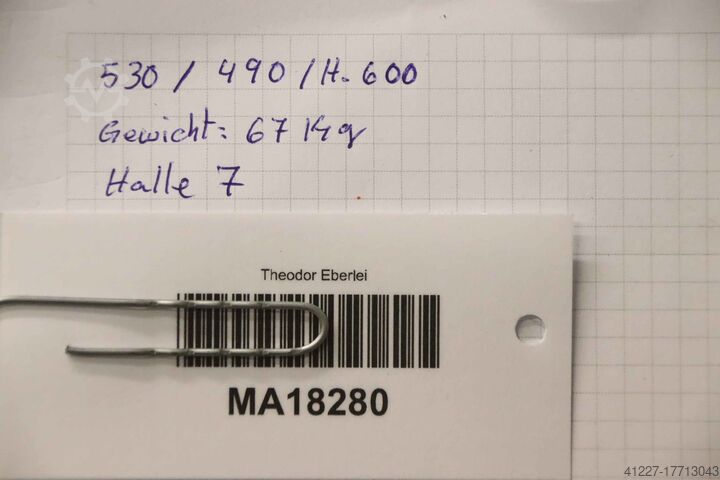 530 / 490 / H. 600
Gewicht: 67 Kg
Halle 7
Theodor Eberlei
MA18280
41227-17713043